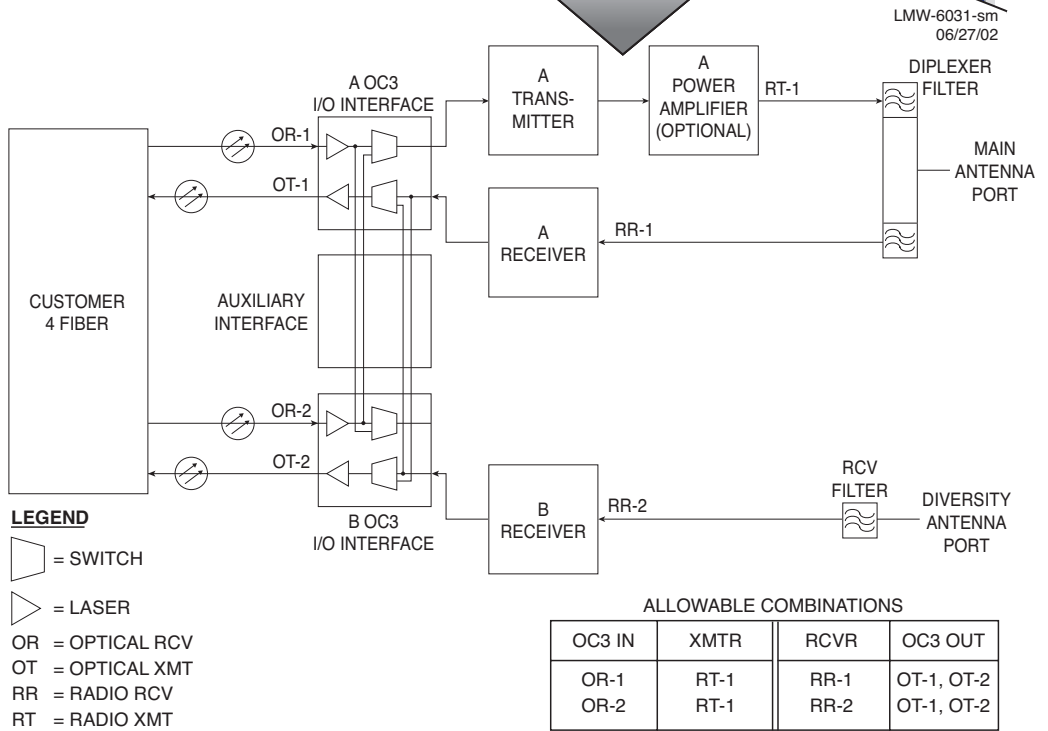 LMW-6031-sm
06/27/02
DIPLEXER
FILTER
A OC3
I/O INTERFACE
A
TRANS-
MITTER
A
POWER
AMPLIFIER
(OPTIONAL)
RT-1
OR-1
OT-1
MAIN
ANTENNA
PORT
A
RECEIVER
RR-1
CUSTOMER
4 FIBER
AUXILIARY
INTERFACE
OR-2
OT-2
B OC3
I/O INTERFACE
B
RECEIVER
RR-2
RCV
FILTER
DIVERSITY
ANTENNA
PORT
LEGEND
= SWITCH
= LASER
OR = OPTICAL RCV
OT = OPTICAL XMT
RR = RADIO RCV
RT = RADIO XMT
ALLOWABLE COMBINATIONS
OC3 IN XMTR RCVR OC3 OUT
OR-1 RT-1 RR-1 OT-1, OT-2
OR-2 RT-1 RR-2 OT-1, OT-2